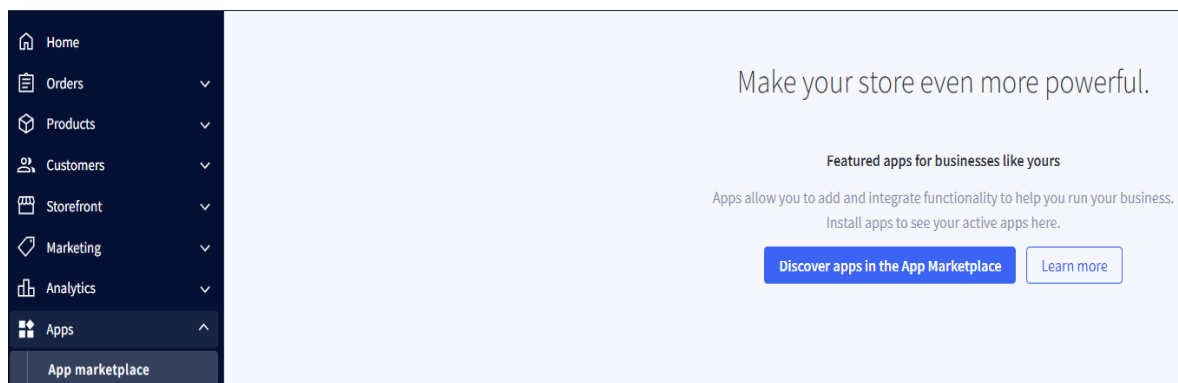 Home
Orders
Products
Customers
Storefront
Marketing
Analytics
Apps
App marketplace
Make your store even more powerful.
Featured apps for businesses like yours
Apps allow you to add and integrate functionality to help you run your business.
Install apps to see your active apps here.
Discover apps in the App Marketplace
Learn more